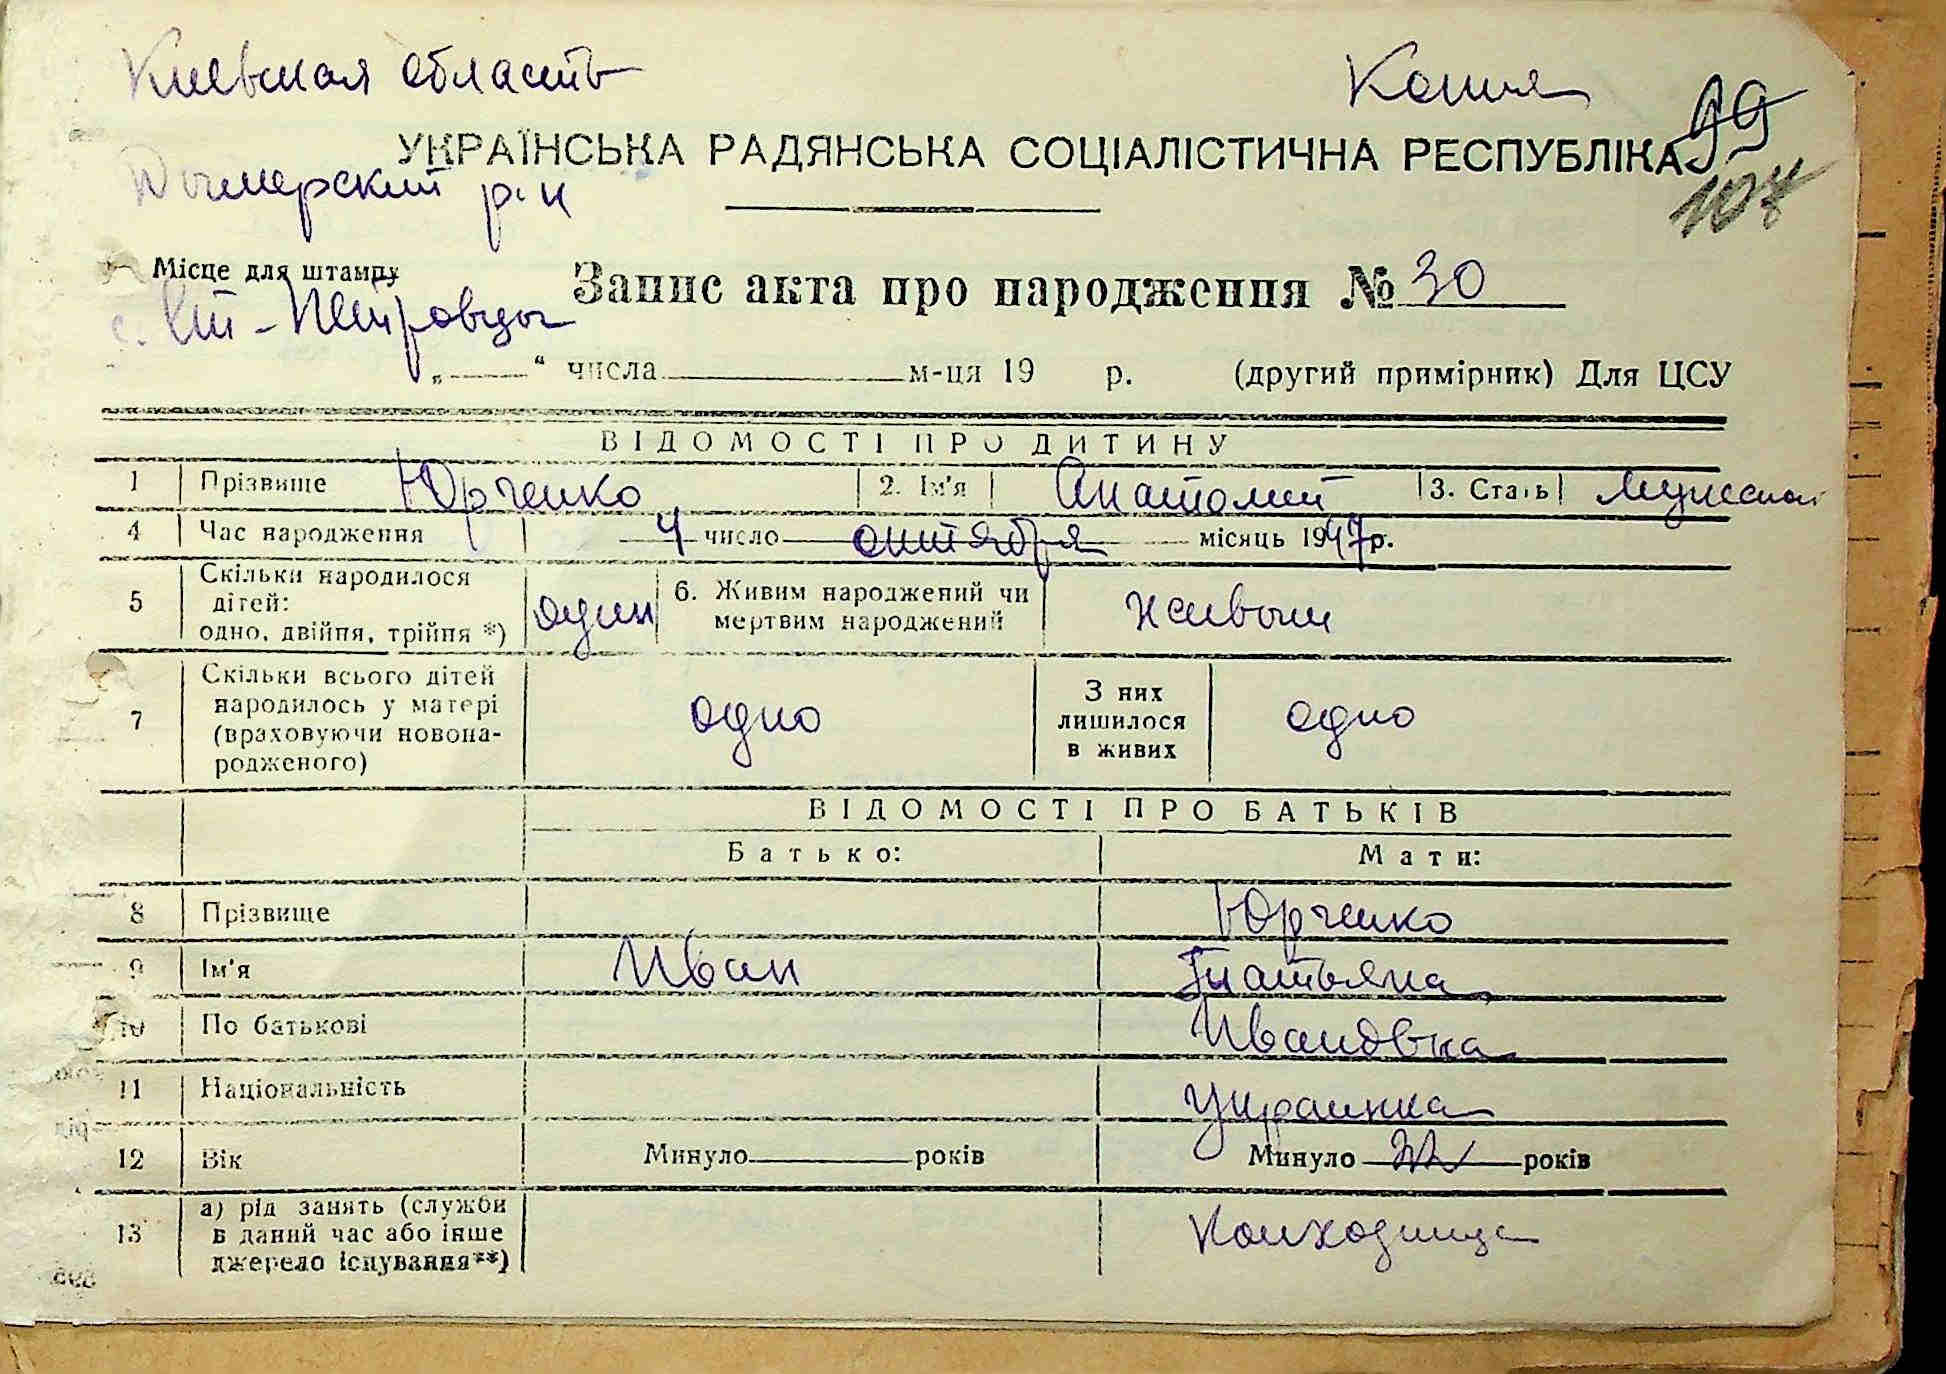 Киевская область
Копия
99
УКРАЇНСЬКА РАДЯНСЬКА СОЦІАЛІСТИЧНА РЕСПУБЛІКА
Дымерский р-н
107
Місце для штампу
Запис акта про народження № 30
с. Ст-Петровцы
„ “ числа м-ця 19 р. (другий примірник) Для ЦСУ
ВІДОМОСТІ ПРО ДИТИНУ
1 Прізвище Юрченко 2. Ім'я Анатолий 3. Стать мужской
4 Час народження 4 число октября місяць 1947 р.
5 Скільки народилося дітей: одно, двійня, трійня *) один 6. Живим народжений чи мертвим народжений живым
7 Скільки всього дітей народилось у матері (враховуючи новонародженого) одно З них лишилося в живих одно
ВІДОМОСТІ ПРО БАТЬКІВ
Батько: Мати:
8 Прізвище Юрченко
9 Ім'я Иван Татьяна
10 По батькові Ивановна
11 Національність Украинка
12 Вік Минуло років Минуло років
13 а) рід занять (служби в даний час або інше джерело існування**) Колхозница